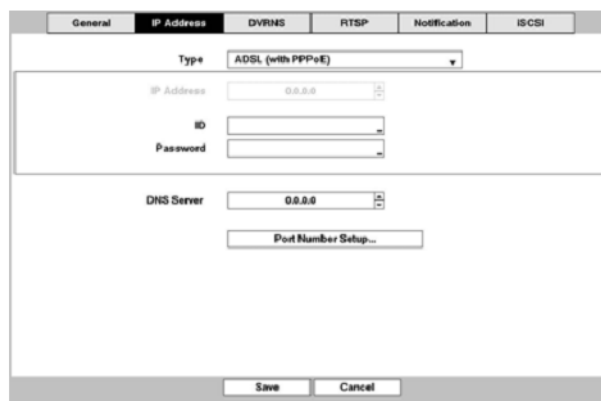 General IP Address DVRNS RTSP Notification iSCSI
Type ADSL (with PPPoE)
IP Address 0.0.0.0
ID ...
Password ...
DNS Server 0.0.0.0
Port Number Setup...
Save Cancel